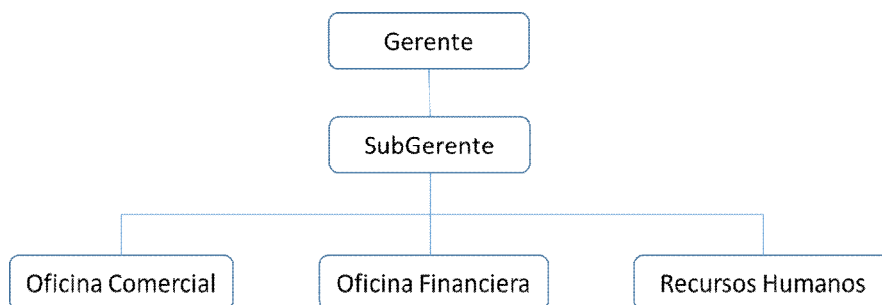 Gerente
SubGerente
Oficina Comercial
Oficina Financiera
Recursos Humanos